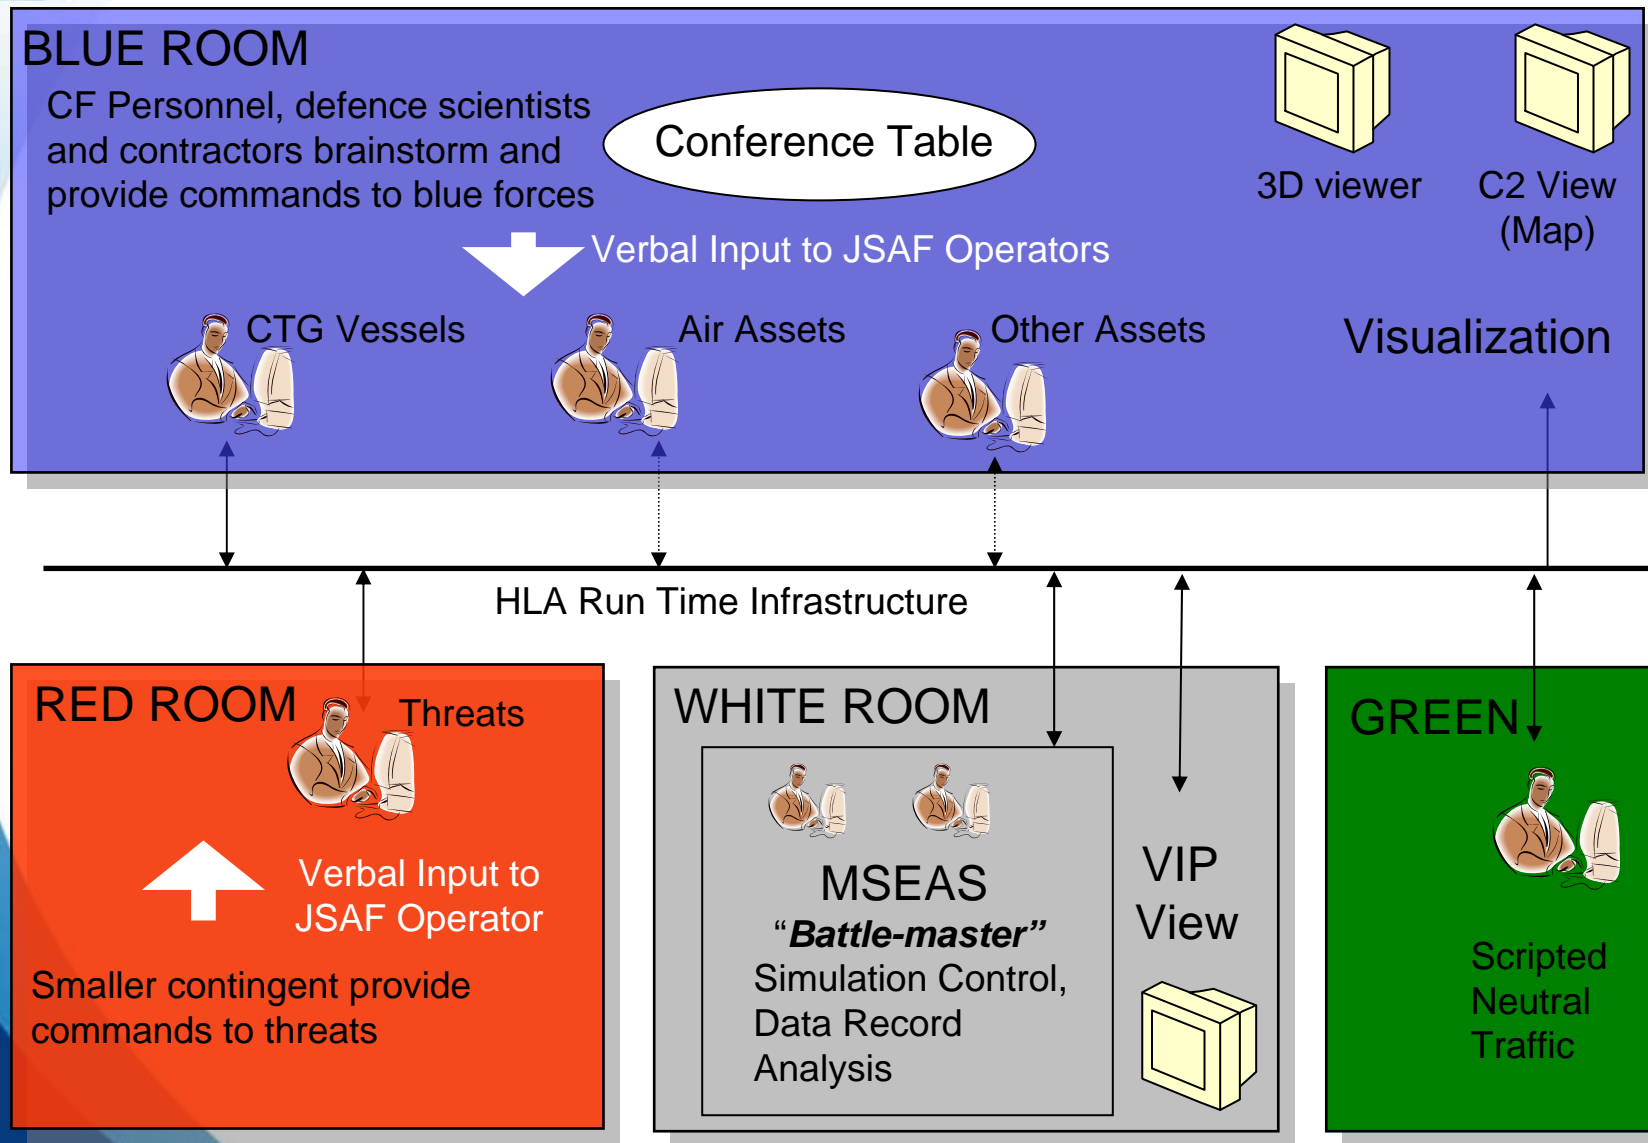 BLUE ROOM
CF Personnel, defence scientists
and contractors brainstorm and
provide commands to blue forces
Conference Table
3D viewer
C2 View
(Map)
Verbal Input to JSAF Operators
CTG Vessels
Air Assets
Other Assets
Visualization
HLA Run Time Infrastructure
RED ROOM
Threats
Verbal Input to
JSAF Operator
Smaller contingent provide
commands to threats
WHITE ROOM
MSEAS
“Battle-master”
Simulation Control,
Data Record
Analysis
VIP
View
GREEN
Scripted
Neutral
Traffic